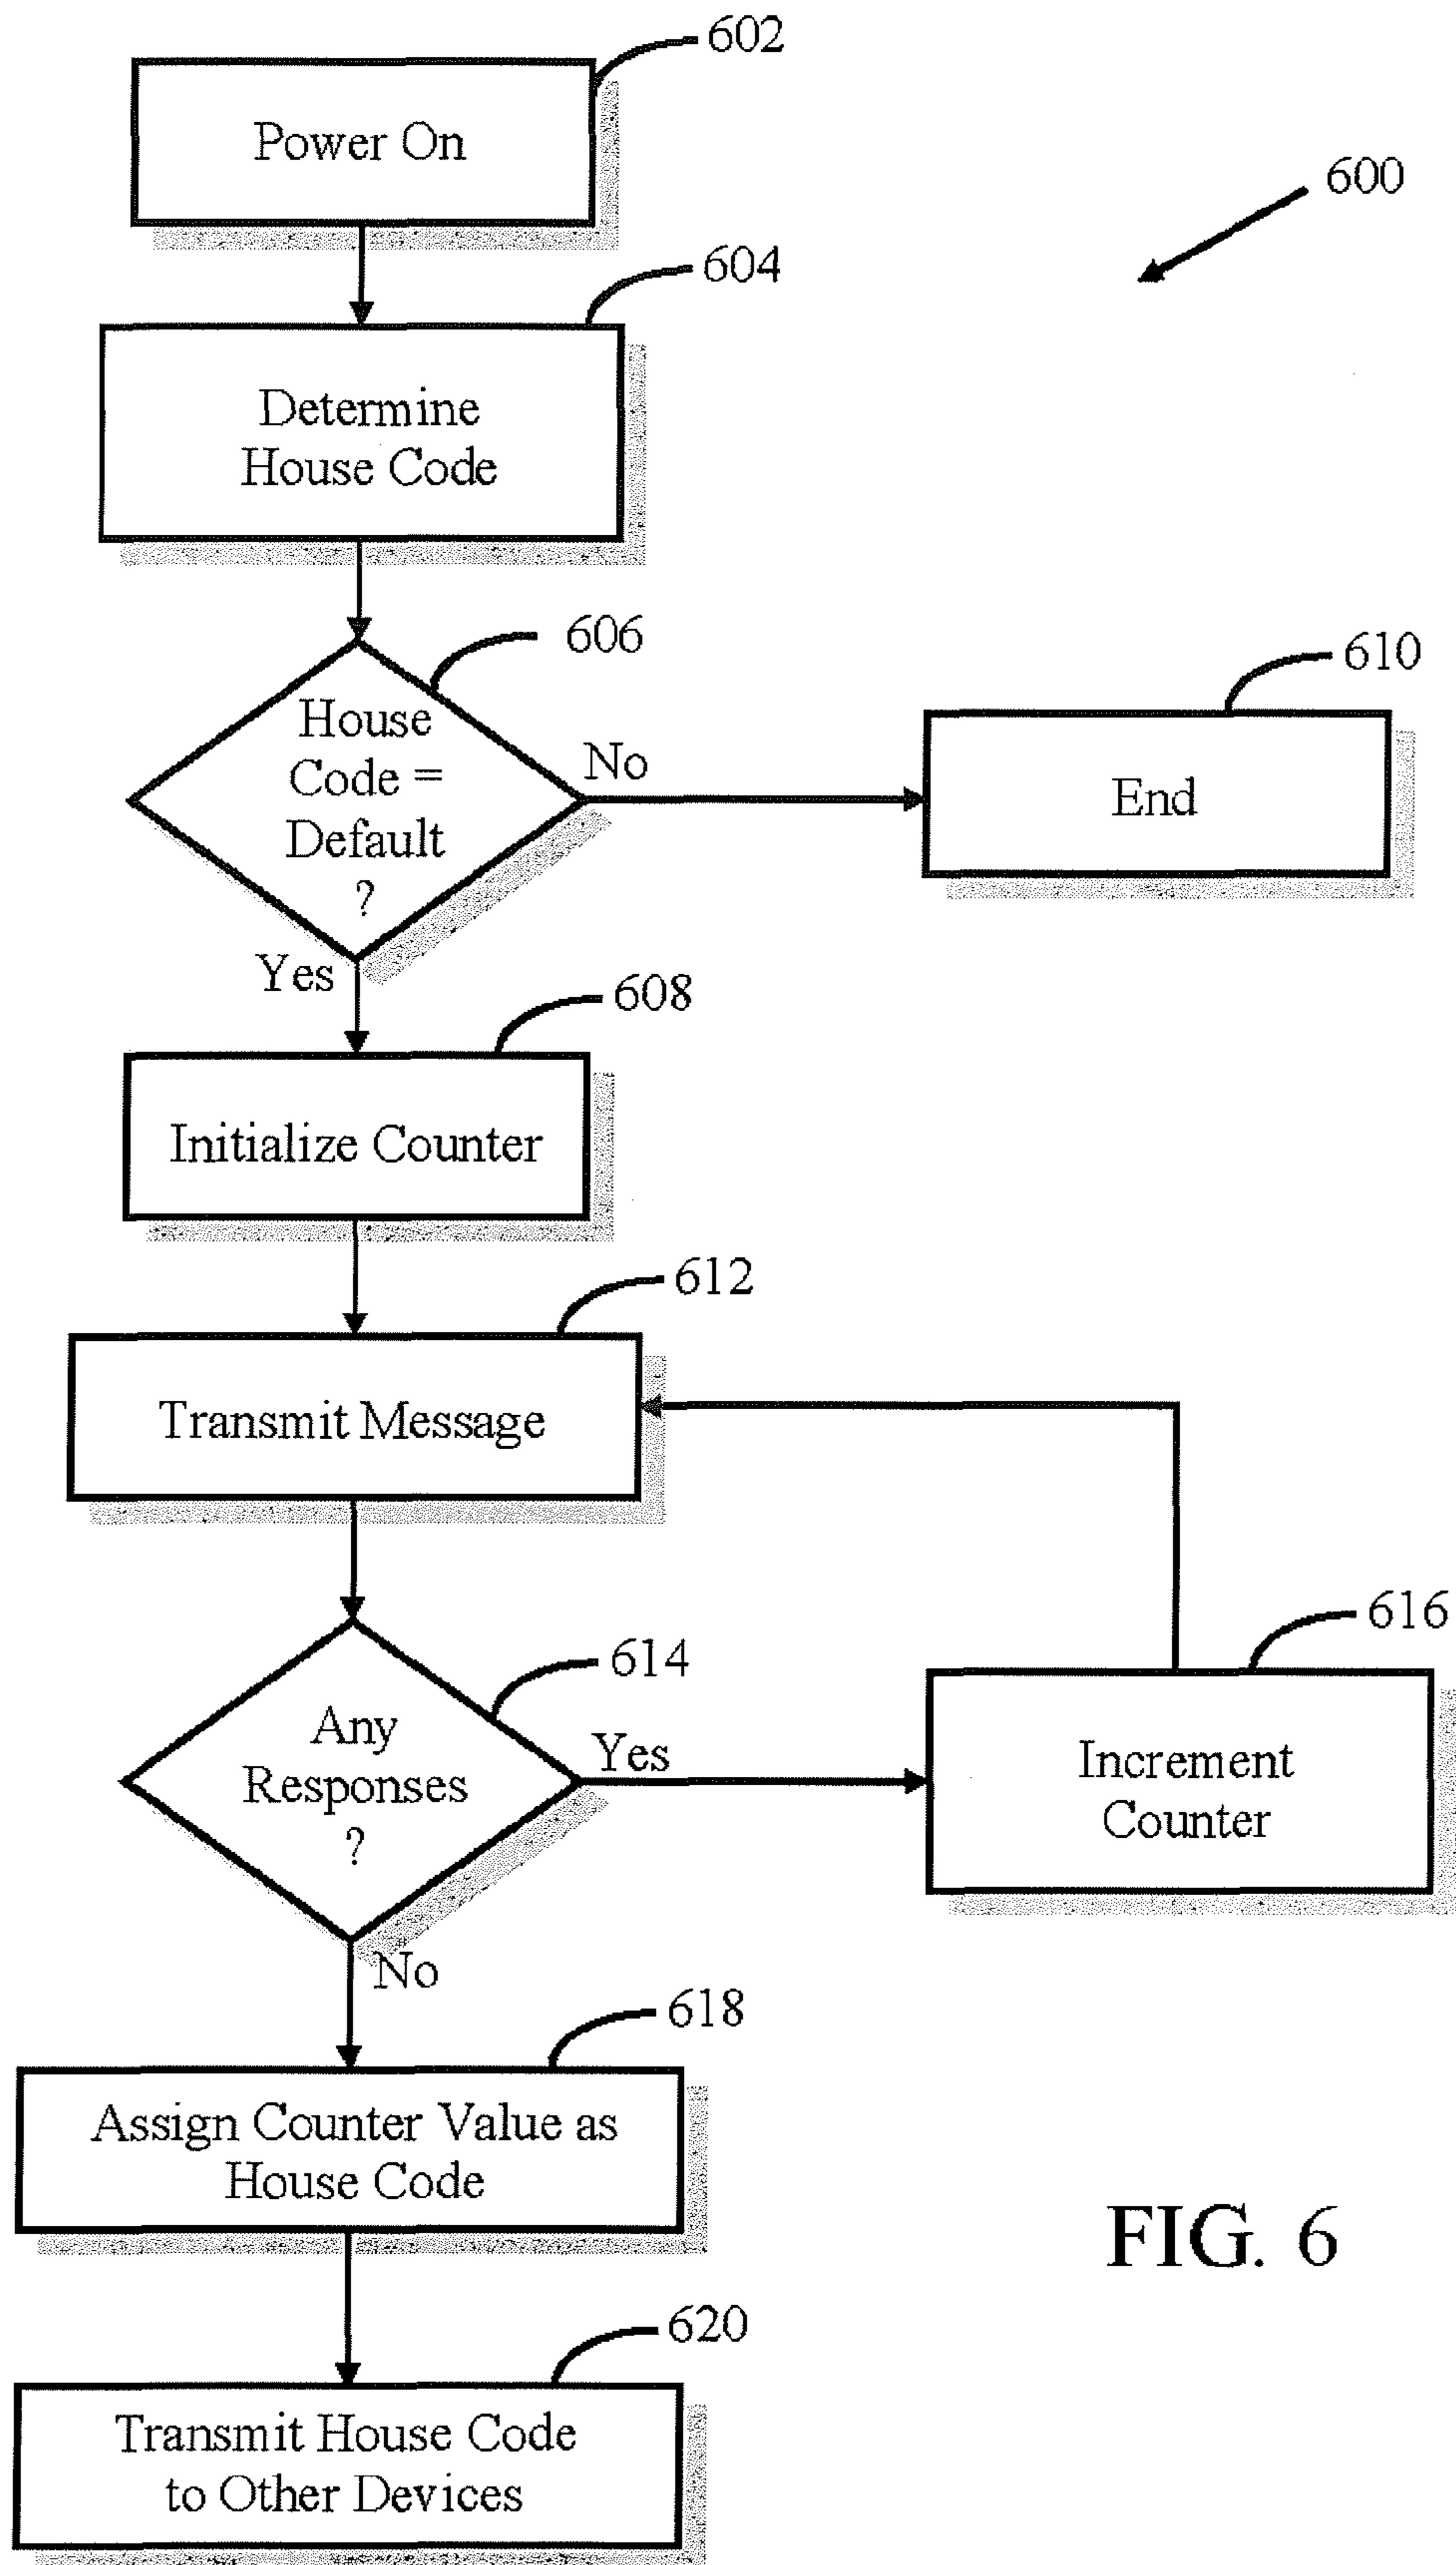 602
Power On
600
604
Determine
House Code
606
House
Code =
Default
?
No
610
End
Yes
608
Initialize Counter
612
Transmit Message
614
Any
Responses
?
Yes
616
Increment
Counter
No
618
Assign Counter Value as
House Code
FIG. 6
620
Transmit House Code
to Other Devices